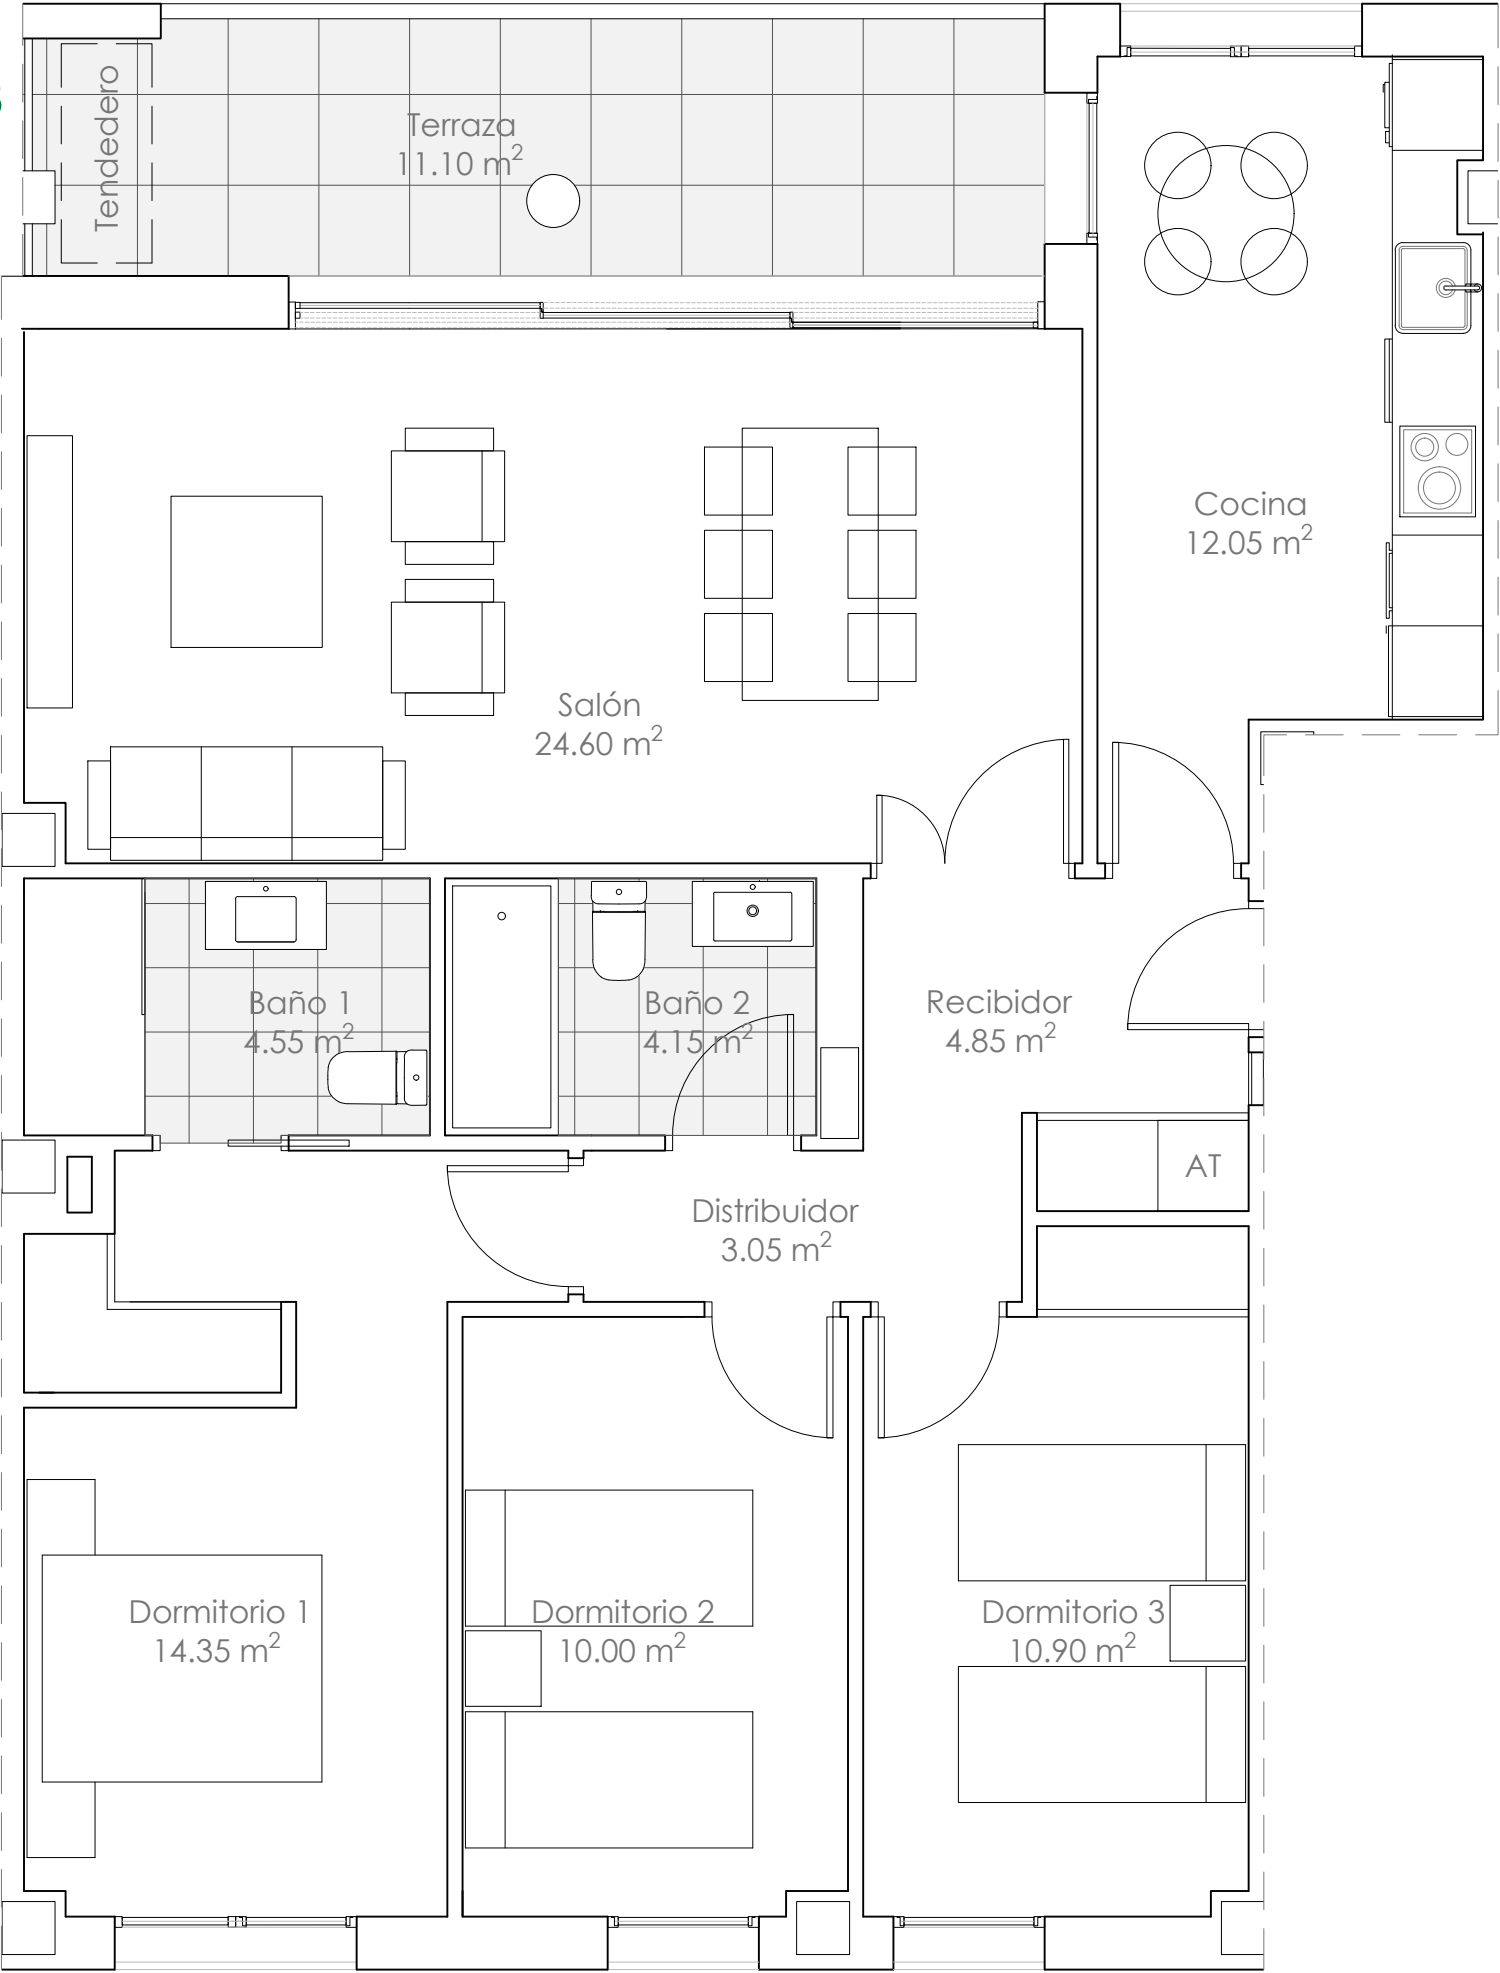 Tendedero
Terraza
11.10 m²
Cocina
12.05 m²
Salón
24.60 m²
Baño 1
4.55 m²
Baño 2
4.15 m²
Recibidor
4.85 m²
AT
Distribuidor
3.05 m²
Dormitorio 1
14.35 m²
Dormitorio 2
10.00 m²
Dormitorio 3
10.90 m²